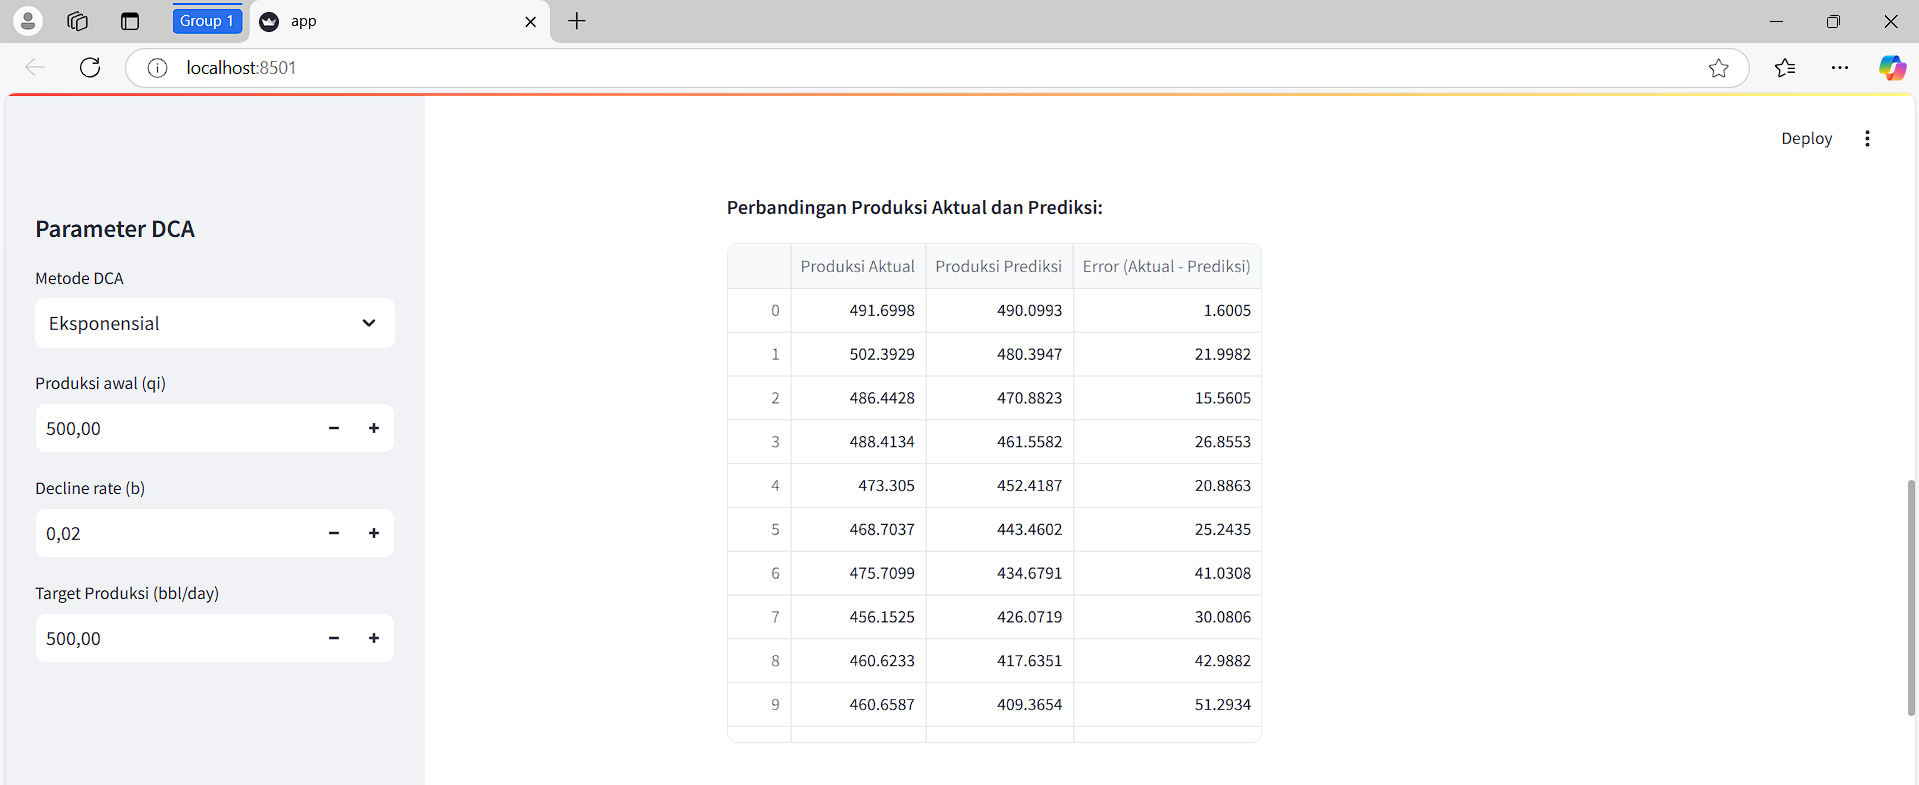 Group 1
app
localhost:8501
Deploy
Parameter DCA
Metode DCA
Eksponensial
Produksi awal (qi)
500,00
Decline rate (b)
0,02
Target Produksi (bbl/day)
500,00
Perbandingan Produksi Aktual dan Prediksi:
Produksi Aktual Produksi Prediksi Error (Aktual - Prediksi)
0 491.6998 490.0993 1.6005
1 502.3929 480.3947 21.9982
2 486.4428 470.8823 15.5605
3 488.4134 461.5582 26.8553
4 473.305 452.4187 20.8863
5 468.7037 443.4602 25.2435
6 475.7099 434.6791 41.0308
7 456.1525 426.0719 30.0806
8 460.6233 417.6351 42.9882
9 460.6587 409.3654 51.2934